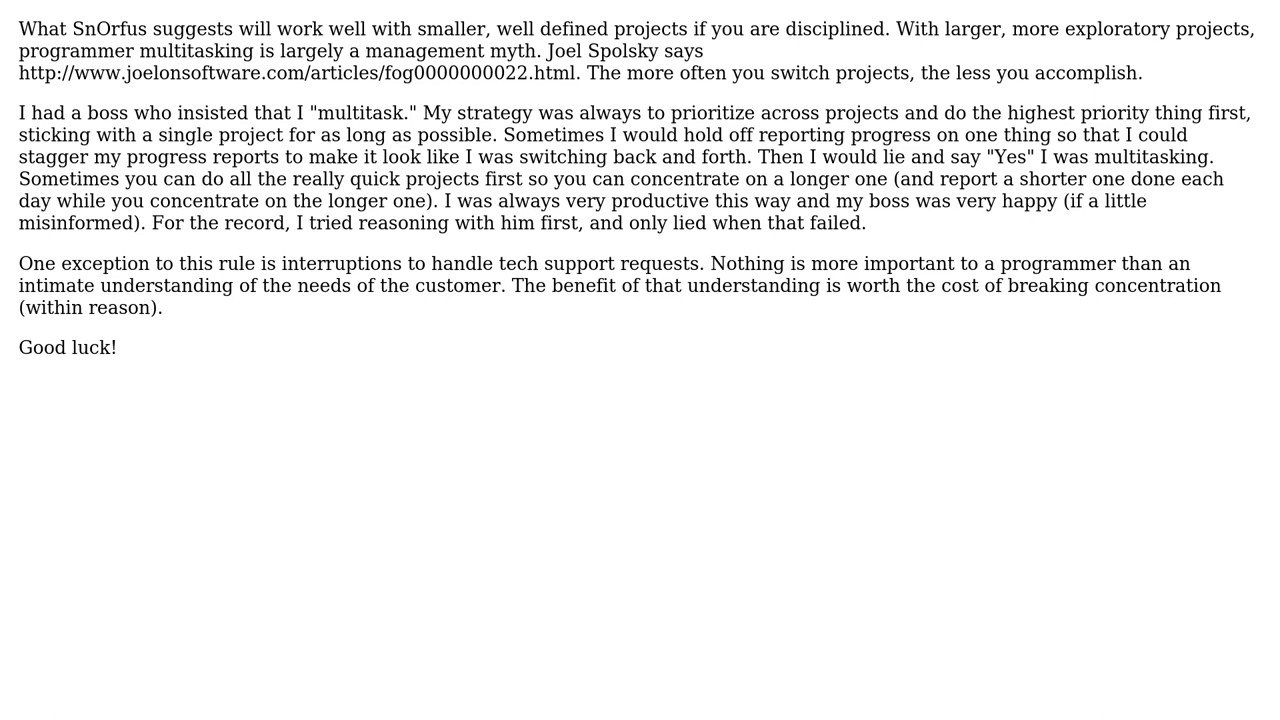 What SnOrfus suggests will work well with smaller, well defined projects if you are disciplined. With larger, more exploratory projects,
programmer multitasking is largely a management myth. Joel Spolsky says
http://www.joelonsoftware.com/articles/fog0000000022.html. The more often you switch projects, the less you accomplish.
I had a boss who insisted that I "multitask." My strategy was always to prioritize across projects and do the highest priority thing first,
sticking with a single project for as long as possible. Sometimes I would hold off reporting progress on one thing so that I could
stagger my progress reports to make it look like I was switching back and forth. Then I would lie and say "Yes" I was multitasking.
Sometimes you can do all the really quick projects first so you can concentrate on a longer one (and report a shorter one done each
day while you concentrate on the longer one). I was always very productive this way and my boss was very happy (if a little
misinformed). For the record, I tried reasoning with him first, and only lied when that failed.
One exception to this rule is interruptions to handle tech support requests. Nothing is more important to a programmer than an
intimate understanding of the needs of the customer. The benefit of that understanding is worth the cost of breaking concentration
(within reason).
Good luck!